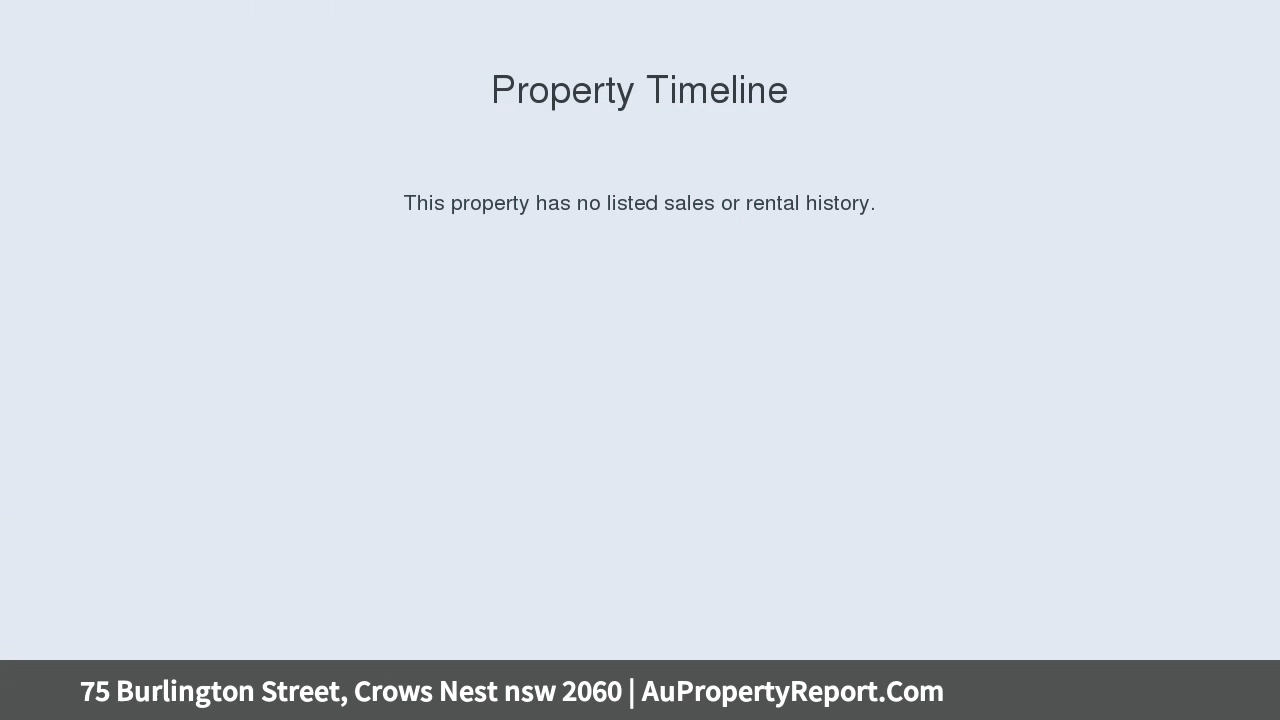 Property Timeline
This property has no listed sales or rental history.
75 Burlington Street, Crows Nest nsw 2060 | AuPropertyReport.Com